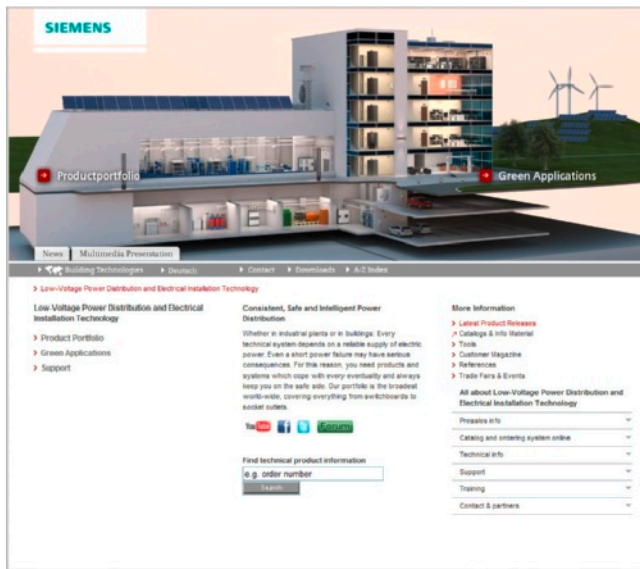 SIEMENS
Productportfolio
Green Applications
News
Multimedia Presentation
Building Technologies
Deutsch
Contact
Downloads
A-Z Index
Low-Voltage Power Distribution and Electrical Installation Technology
Low-Voltage Power Distribution and Electrical
Installation Technology
Product Portfolio
Green Applications
Support
Consistent, Safe and Intelligent Power
Distribution
Whether in industrial plants or in buildings: Every
technical system depends on a reliable supply of electric
power. Even a short power failure may have serious
consequences. For this reason, you need products and
systems which cope with every eventuality and always
keep you on the safe side. Our portfolio is the broadest
world-wide, covering everything from switchboards to
socket outlets.
YouTube
Forum
Find technical product information
e.g. order number
Search
More Information
Latest Product Releases
Catalogs & Info Material
Tools
Customer Magazine
References
Trade Fairs & Events
All about Low-Voltage Power Distribution and
Electrical Installation Technology
Presales info
Catalog and ordering system online
Technical info
Support
Training
Contact & partners